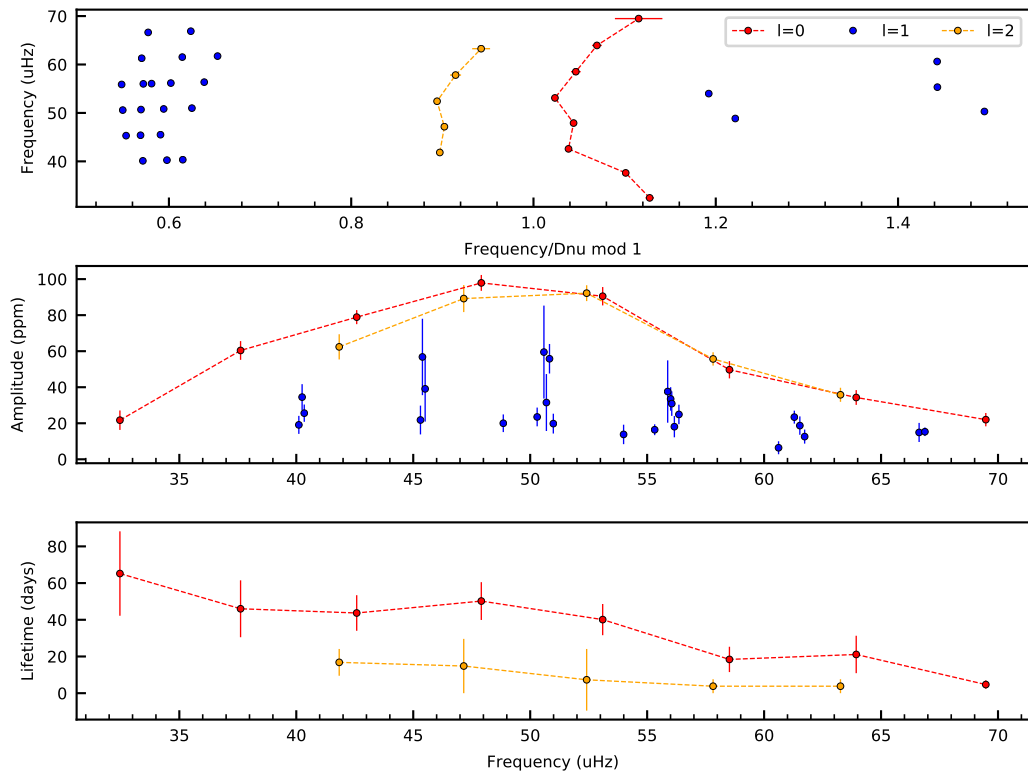 70
60
50
40
Frequency (uHz)
l=0 l=1 l=2
0.6 0.8 1.0 1.2 1.4
Frequency/Dnu mod 1
100
80
60
40
20
0
Amplitude (ppm)
35 40 45 50 55 60 65 70
80
60
40
20
0
Lifetime (days)
35 40 45 50 55 60 65 70
Frequency (uHz)